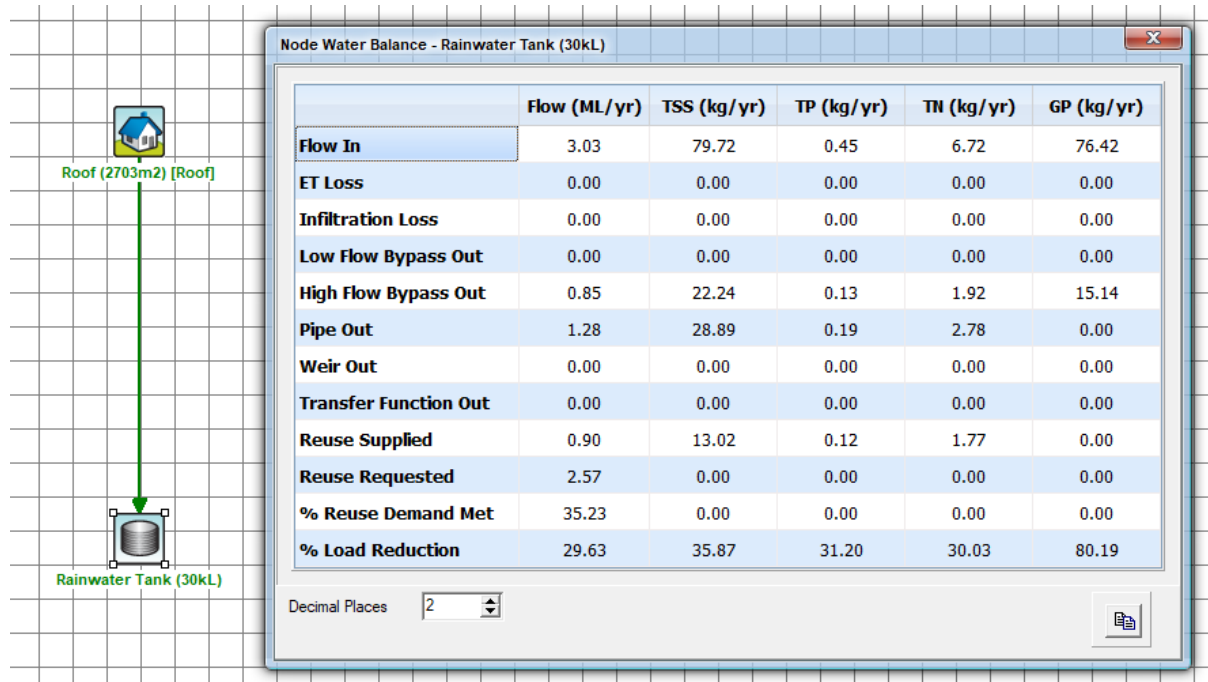 Node Water Balance - Rainwater Tank (30kL)
Flow (ML/yr) TSS (kg/yr) TP (kg/yr) TN (kg/yr) GP (kg/yr)
Flow In 3.03 79.72 0.45 6.72 76.42
Roof (2703m2) [Roof]
ET Loss 0.00 0.00 0.00 0.00 0.00
Infiltration Loss 0.00 0.00 0.00 0.00 0.00
Low Flow Bypass Out 0.00 0.00 0.00 0.00 0.00
High Flow Bypass Out 0.85 22.24 0.13 1.92 15.14
Pipe Out 1.28 28.89 0.19 2.78 0.00
Weir Out 0.00 0.00 0.00 0.00 0.00
Transfer Function Out 0.00 0.00 0.00 0.00 0.00
Reuse Supplied 0.90 13.02 0.12 1.77 0.00
Reuse Requested 2.57 0.00 0.00 0.00 0.00
% Reuse Demand Met 35.23 0.00 0.00 0.00 0.00
% Load Reduction 29.63 35.87 31.20 30.03 80.19
Rainwater Tank (30kL)
Decimal Places 2